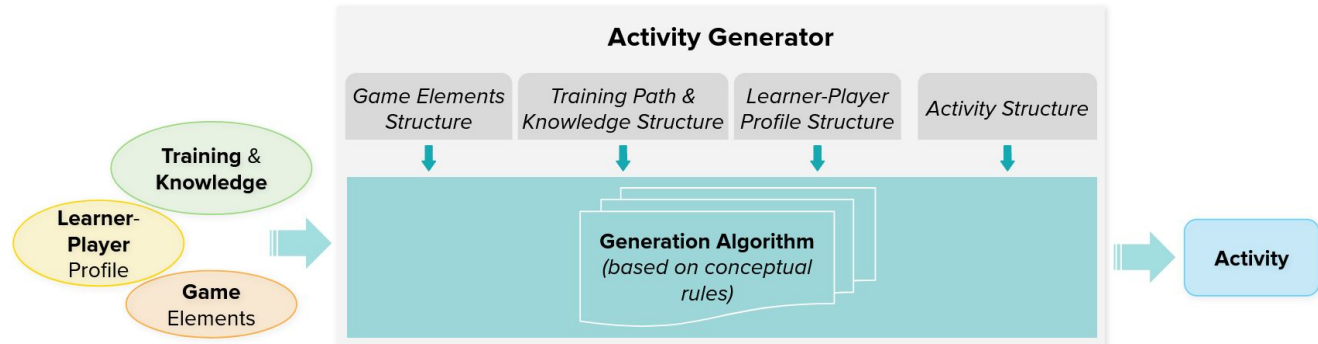 Activity Generator
Game Elements
Structure
Training Path &
Knowledge Structure
Learner-Player
Profile Structure
Activity Structure
Training &
Knowledge
Learner-
Player
Profile
Game
Elements
Generation Algorithm
(based on conceptual
rules)
Activity